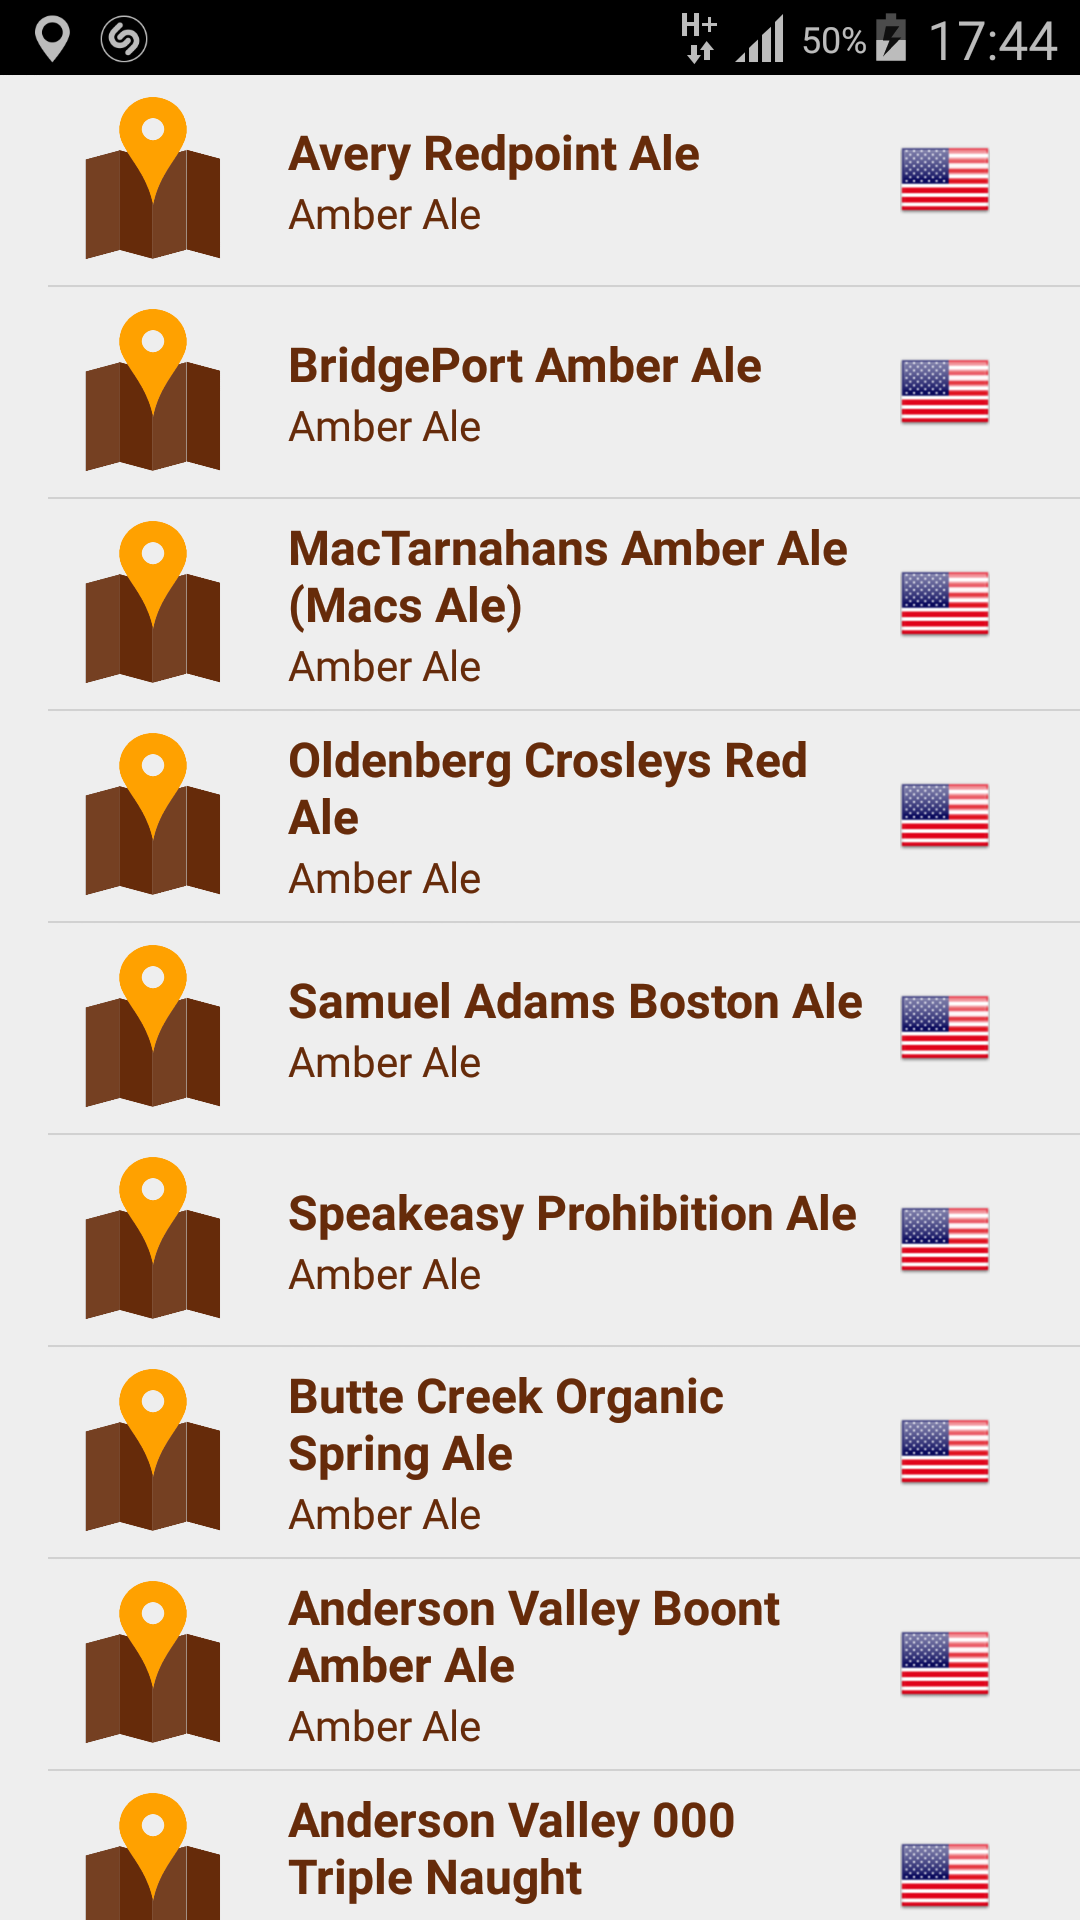 H+ 50% 17:44
Avery Redpoint Ale
Amber Ale
BridgePort Amber Ale
Amber Ale
MacTarnahans Amber Ale
(Macs Ale)
Amber Ale
Oldenberg Crosleys Red
Ale
Amber Ale
Samuel Adams Boston Ale
Amber Ale
Speakeasy Prohibition Ale
Amber Ale
Butte Creek Organic
Spring Ale
Amber Ale
Anderson Valley Boont
Amber Ale
Amber Ale
Anderson Valley 000
Triple Naught